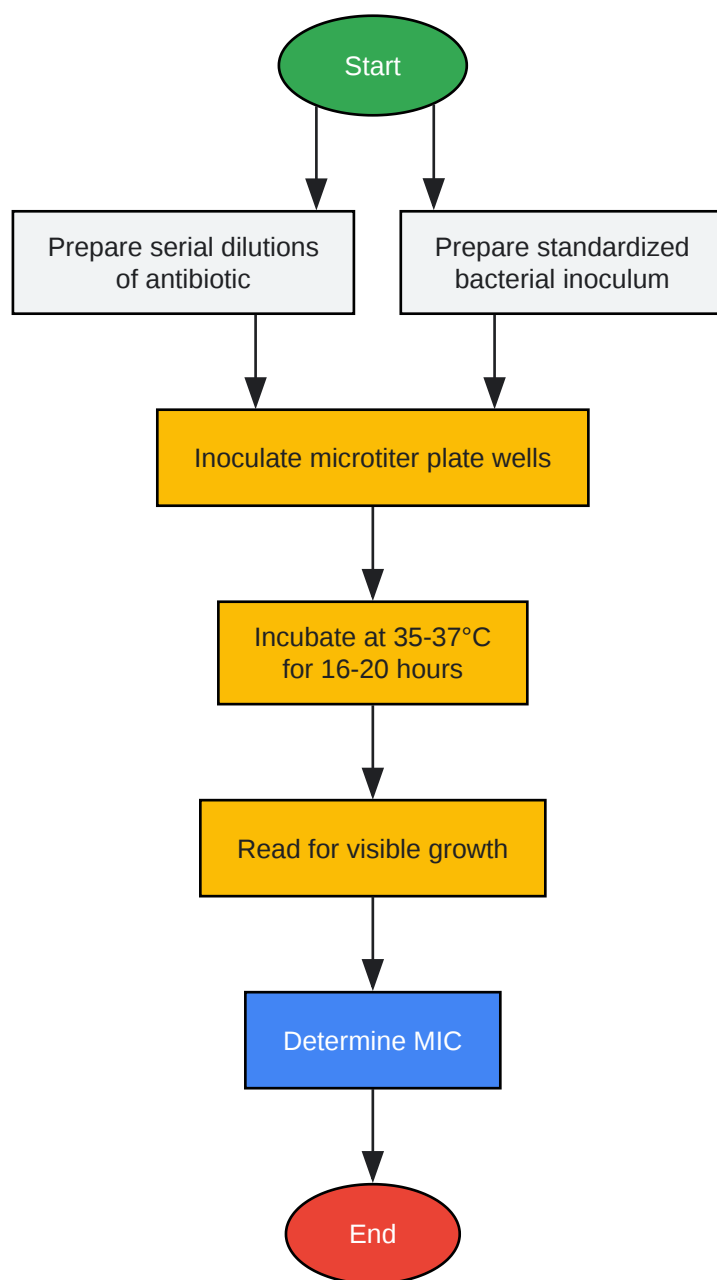 Start
Prepare serial dilutions
of antibiotic
Prepare standardized
bacterial inoculum
Inoculate microtiter plate wells
Incubate at 35-37°C
for 16-20 hours
Read for visible growth
Determine MIC
End